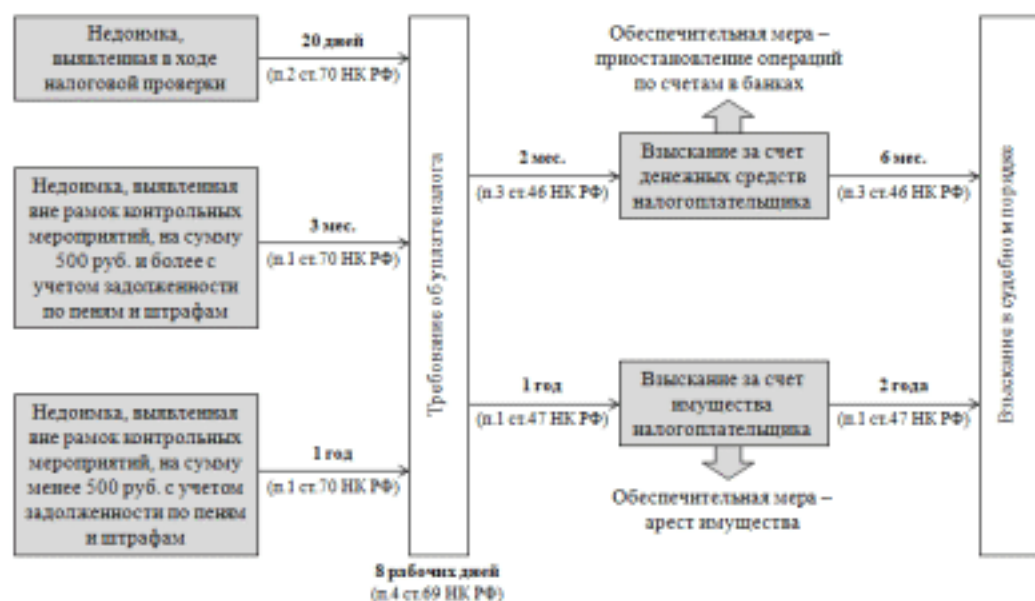 Недоимка,
выявленная в ходе
налоговой проверки
20 дней
(п.2 ст.70 НК РФ)
Недоимка, выявленная
вне рамок контрольных
мероприятий, на сумму
500 руб. и более с
учетом задолженности
по пеням и штрафам
3 мес.
(п.1 ст.70 НК РФ)
Недоимка, выявленная
вне рамок контрольных
мероприятий, на сумму
менее 500 руб. с учетом
задолженности по пеням
и штрафам
1 год
(п.1 ст.70 НК РФ)
Требование об уплате налога
8 рабочих дней
(п.4 ст.69 НК РФ)
Обеспечительная мера –
приостановление операций
по счетам в банках
2 мес.
(п.3 ст.46 НК РФ)
Взыскание за счет
денежных средств
налогоплательщика
6 мес.
(п.3 ст.46 НК РФ)
1 год
(п.1 ст.47 НК РФ)
Взыскание за счет
имущества
налогоплательщика
2 года
(п.1 ст.47 НК РФ)
Обеспечительная мера –
арест имущества
Взыскание в судебном порядке